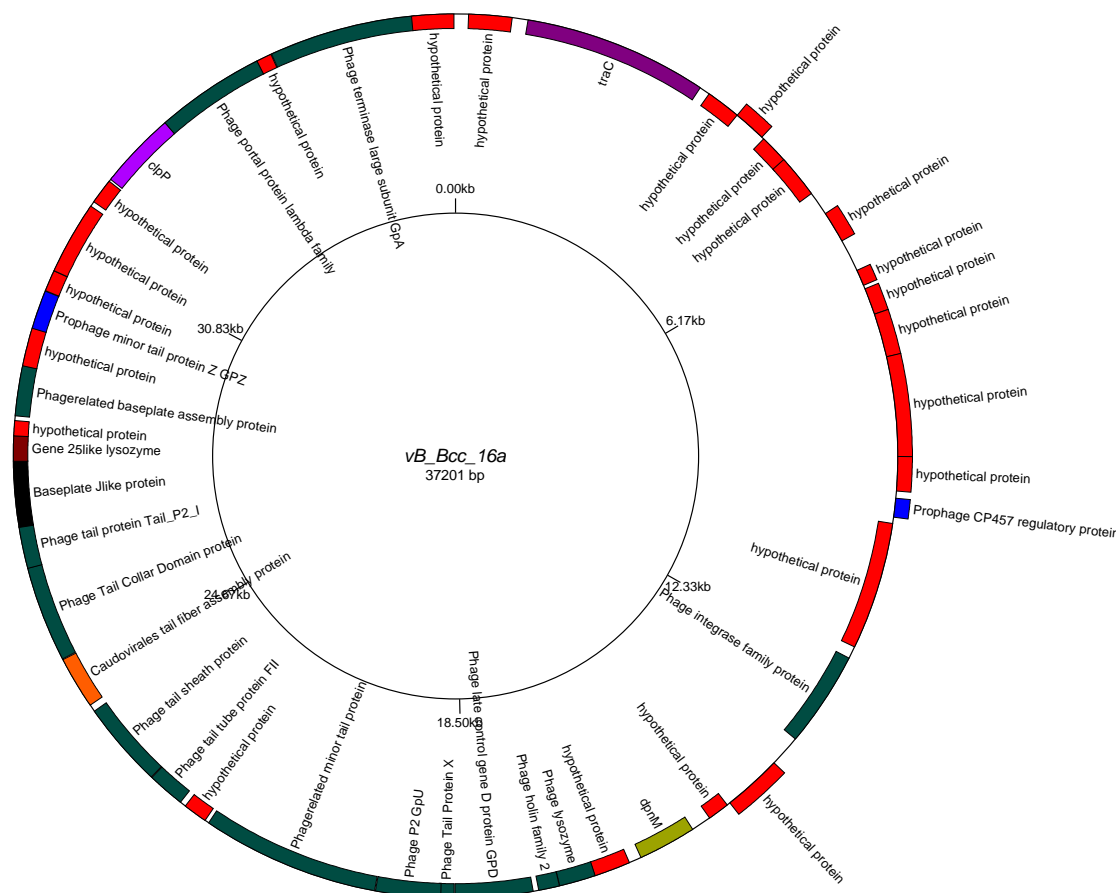 hypothetical protein
traC
hypothetical protein
hypothetical protein
hypothetical protein
hypothetical protein
hypothetical protein
hypothetical protein
hypothetical protein
hypothetical protein
hypothetical protein
hypothetical protein
Prophage CP457 regulatory protein
hypothetical protein
Phage integrase family protein
hypothetical protein
hypothetical protein
dpnM
hypothetical protein
Phage lysozyme
Phage holin family 2
Phage late control gene D protein GPD
Phage Tail Protein X
Phage P2 GpU
Phagerelated minor tail protein
hypothetical protein
Phage tail tube protein FII
Phage tail sheath protein
Caudovirales tail fiber assembly protein
Phage Tail Collar Domain protein
Phage tail protein Tail_P2_I
Baseplate Jlike protein
Gene 25like lysozyme
hypothetical protein
Phagerelated baseplate assembly protein
hypothetical protein
Prophage minor tail protein Z GPZ
hypothetical protein
hypothetical protein
hypothetical protein
clpP
Phage portal protein lambda family
hypothetical protein
Phage terminase large subunit GpA
hypothetical protein
0.00kb
6.17kb
12.33kb
18.50kb
24.67kb
30.83kb
vB_Bcc_16a
37201 bp